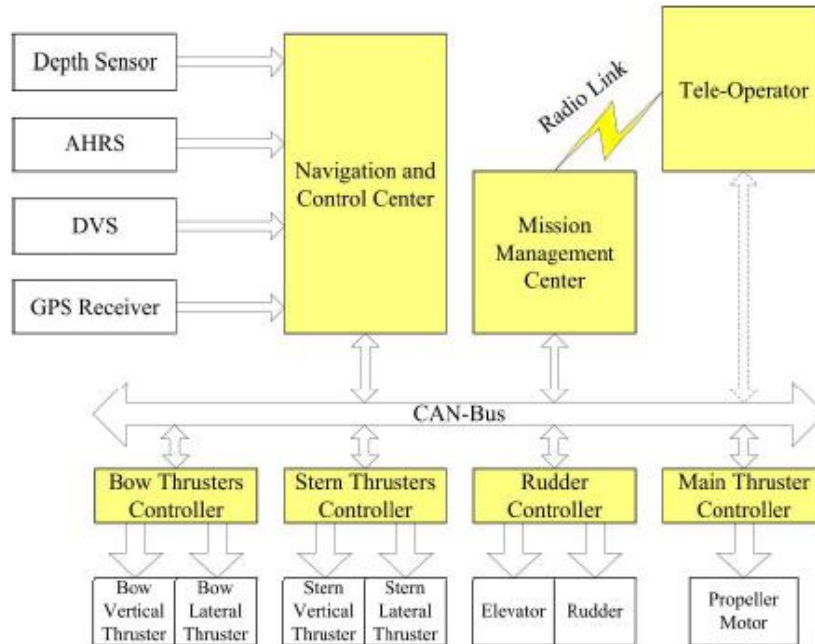 Depth Sensor
AHRS
DVS
GPS Receiver
Navigation and
Control Center
Radio Link
Mission
Management
Center
Tele-Operator
CAN-Bus
Bow Thrusters
Controller
Stern Thrusters
Controller
Rudder
Controller
Main Thruster
Controller
Bow
Vertical
Thruster
Bow
Lateral
Thruster
Stern
Vertical
Thruster
Stern
Lateral
Thruster
Elevator
Rudder
Propeller
Motor